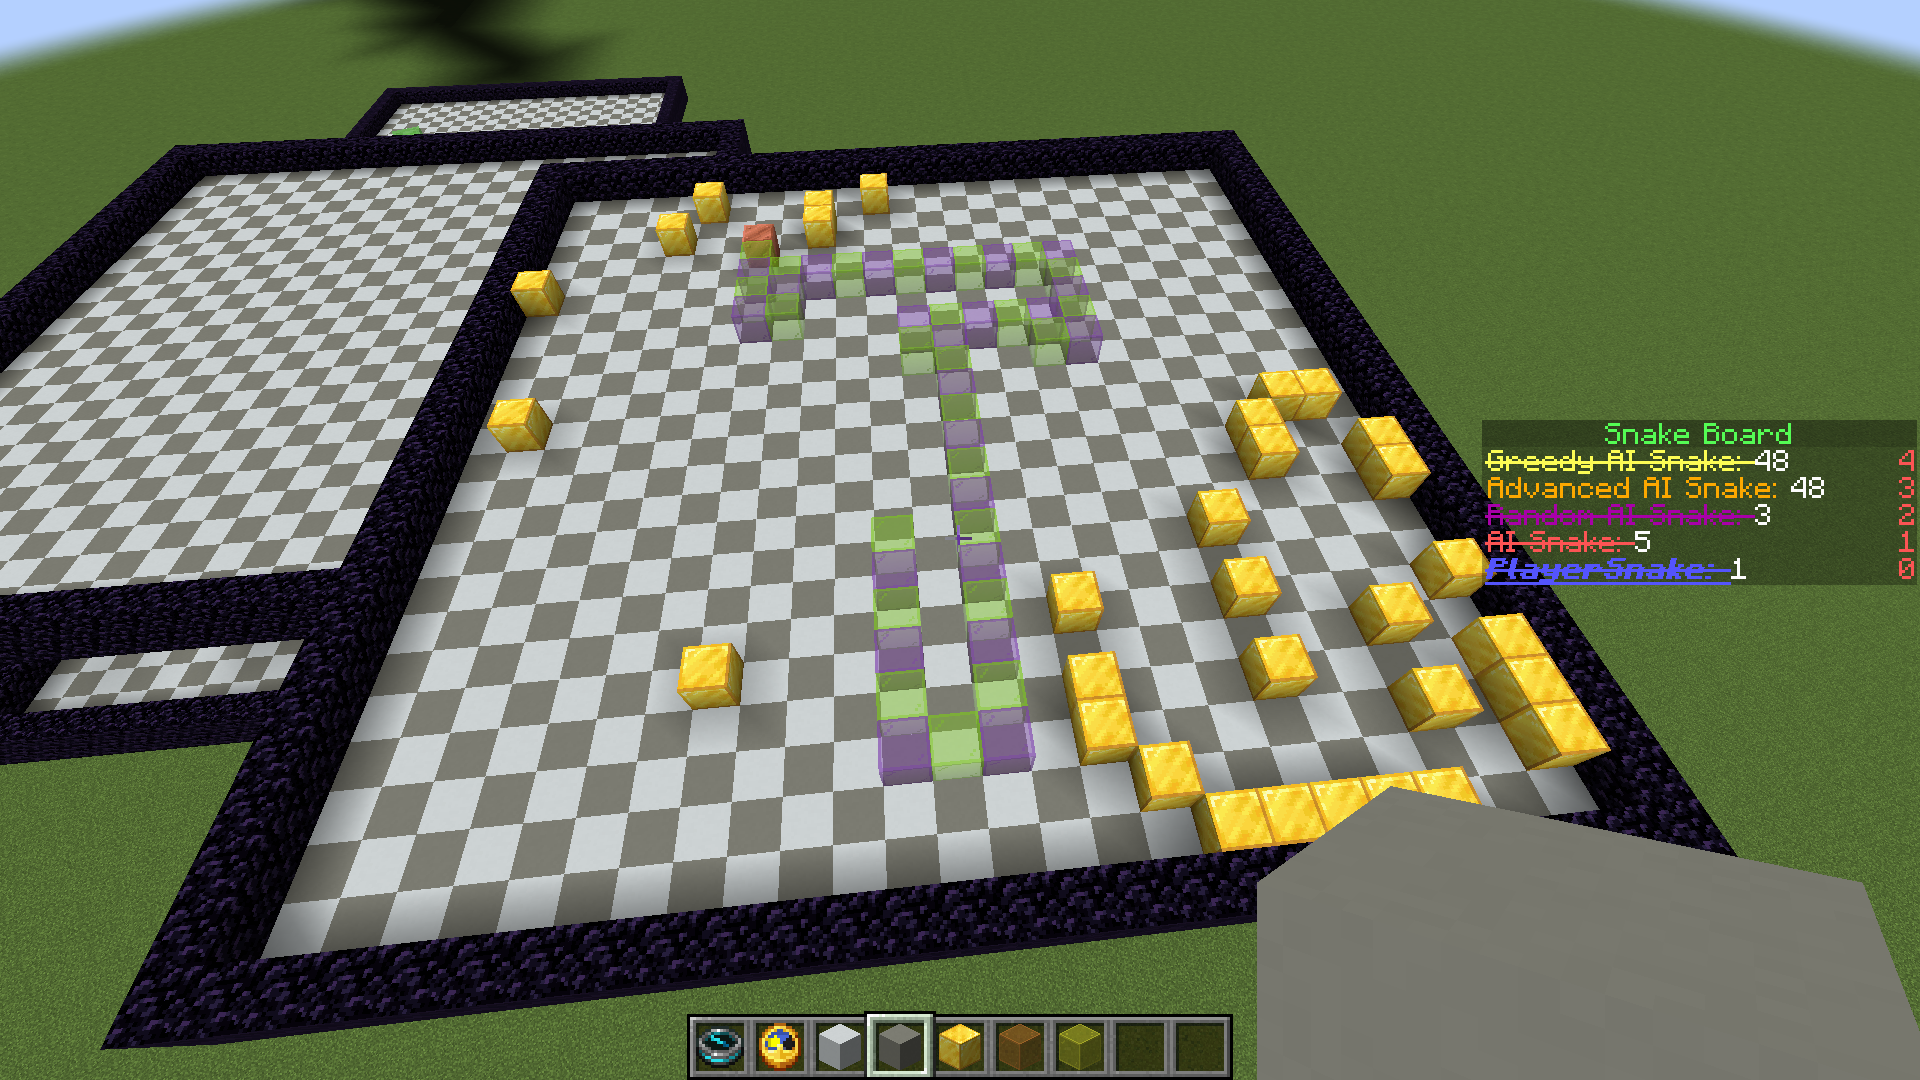 Snake Board
Greedy AI Snake: 48 4
Advanced AI Snake: 48 3
Random AI Snake: 3 2
AI Snake: 5 1
PlayerSnake: 1 0